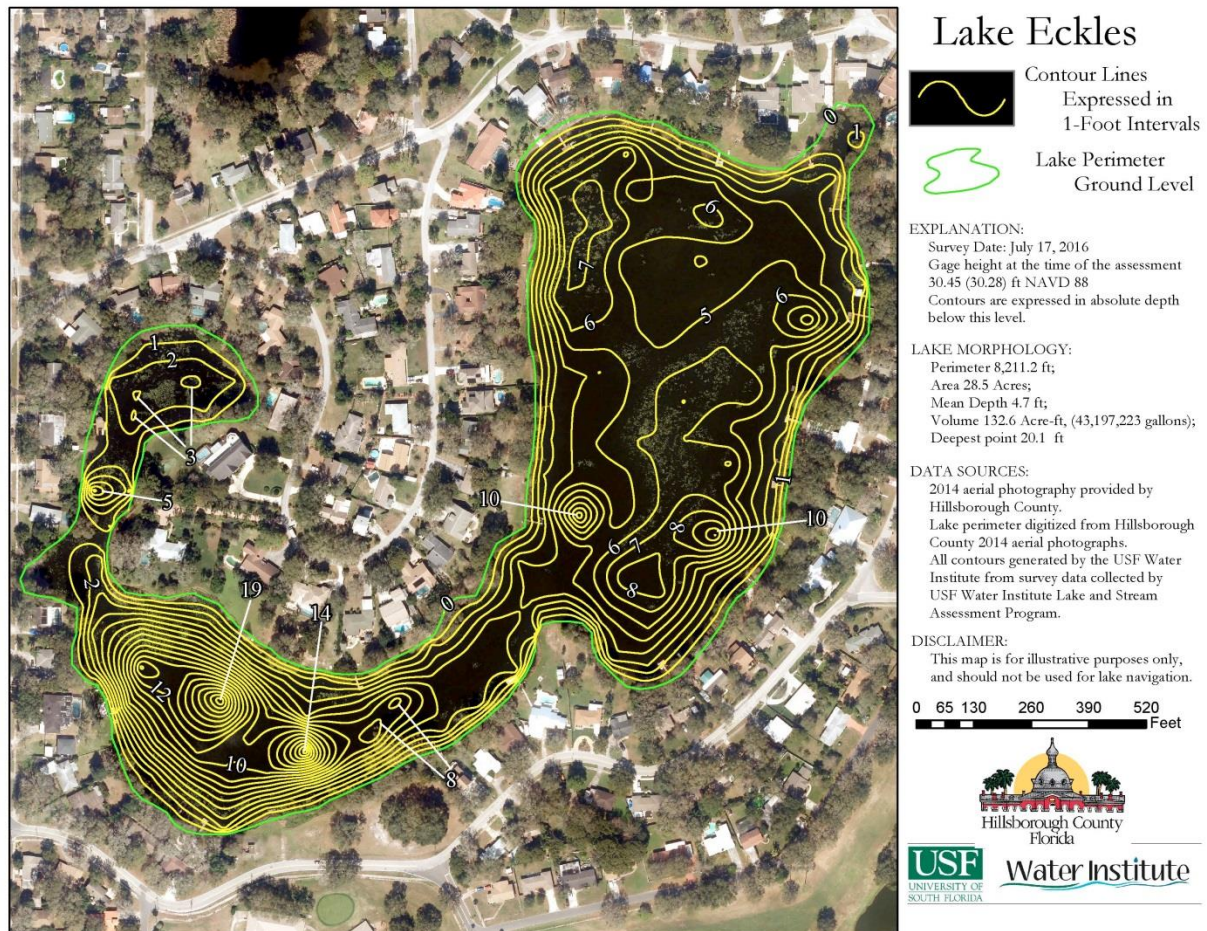 Lake Eckles
Contour Lines
Expressed in
1-Foot Intervals
Lake Perimeter
Ground Level
EXPLANATION:
Survey Date: July 17, 2016
Gage height at the time of the assessment
30.45 (30.28) ft NAVD 88
Contours are expressed in absolute depth
below this level.
LAKE MORPHOLOGY:
Perimeter 8,211.2 ft;
Area 28.5 Acres;
Mean Depth 4.7 ft;
Volume 132.6 Acre-ft, (43,197,223 gallons);
Deepest point 20.1 ft
DATA SOURCES:
2014 aerial photography provided by
Hillsborough County.
Lake perimeter digitized from Hillsborough
County 2014 aerial photographs.
All contours generated by the USF Water
Institute from survey data collected by
USF Water Institute Lake and Stream
Assessment Program.
DISCLAIMER:
This map is for illustrative purposes only,
and should not be used for lake navigation.
0 65 130 260 390 520
Feet
Hillsborough County
Florida
USF
UNIVERSITY OF
SOUTH FLORIDA
Water Institute
0
1
6
7
6
5
6
1
2
3
5
10
1
8
10
6
7
8
2
19
14
0
12
10
8